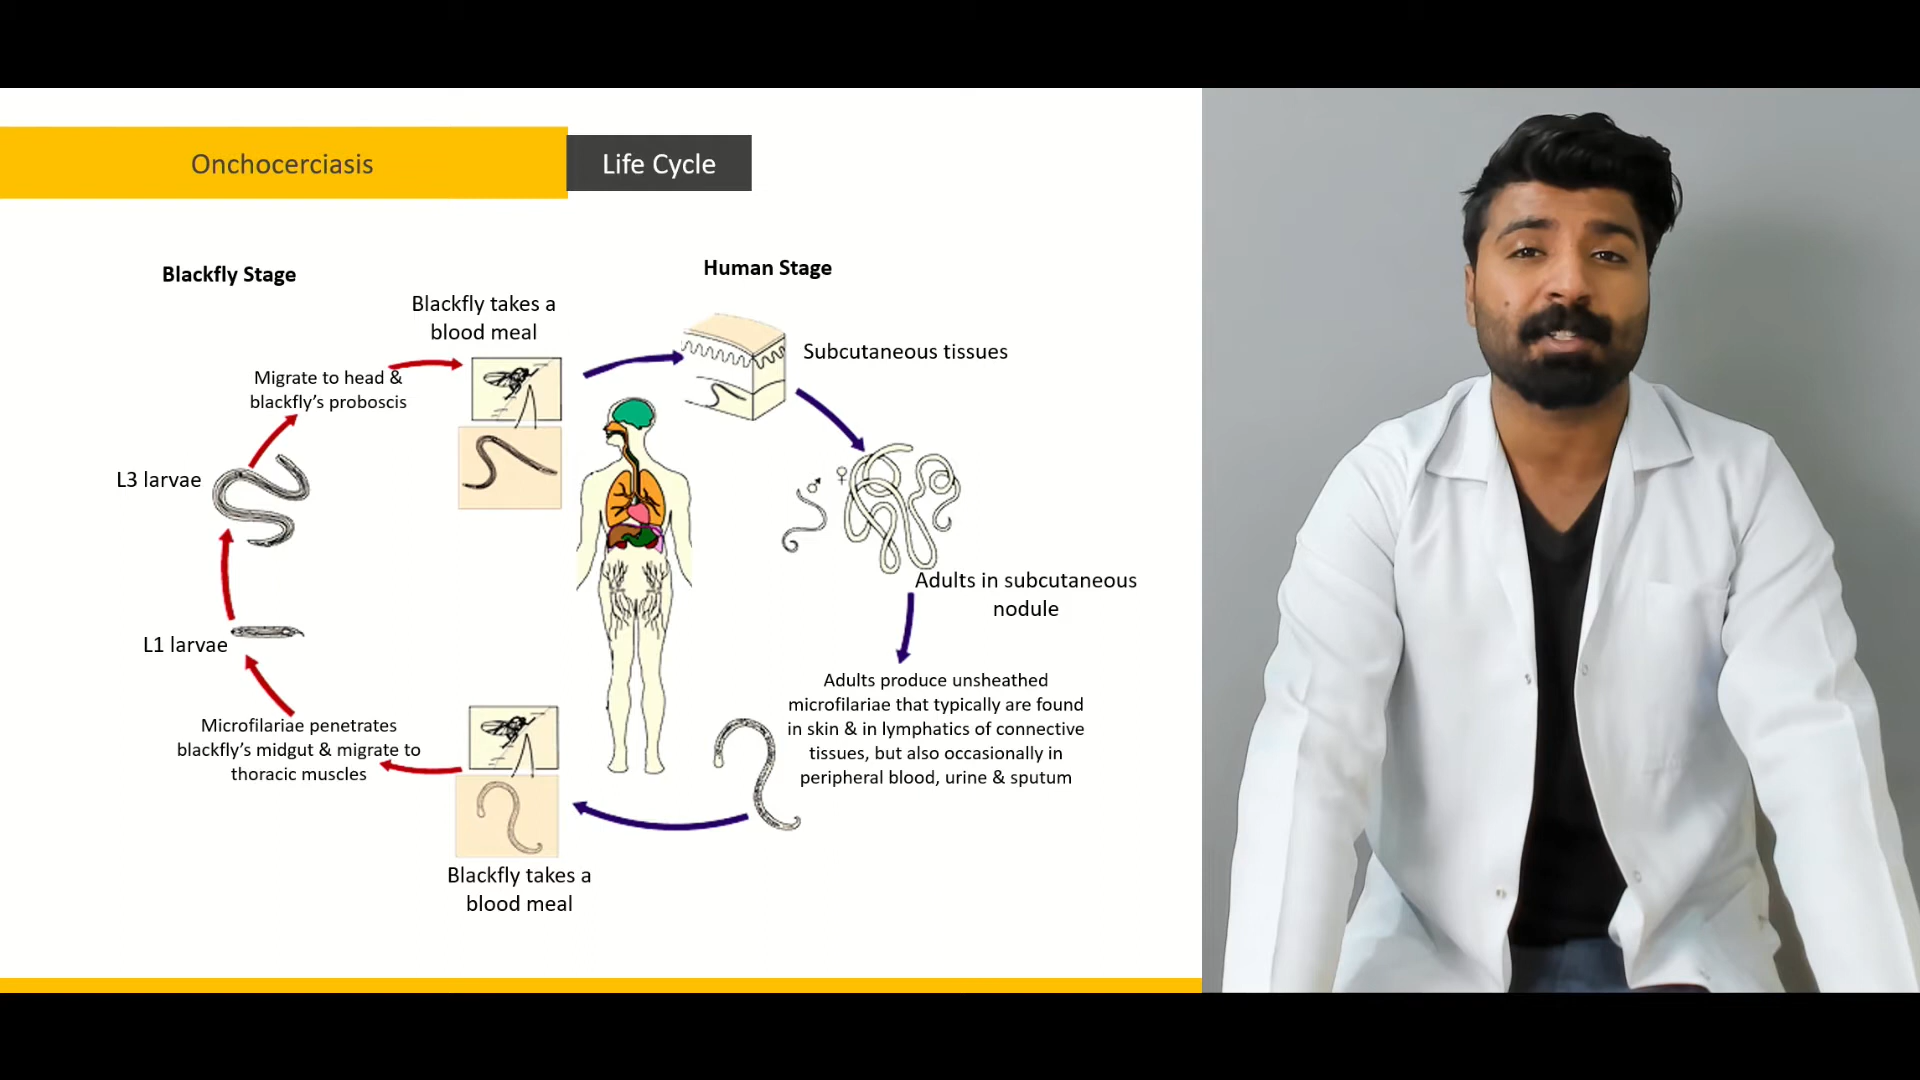 Onchocerciasis
Life Cycle
Blackfly Stage
Human Stage
Blackfly takes a
blood meal
Subcutaneous tissues
Migrate to head &
blackfly's proboscis
L3 larvae
♂
♀
Adults in subcutaneous
nodule
L1 larvae
Adults produce unsheathed
microfilariae that typically are found
in skin & in lymphatics of connective
tissues, but also occasionally in
peripheral blood, urine & sputum
Microfilariae penetrates
blackfly's midgut & migrate to
thoracic muscles
Blackfly takes a
blood meal